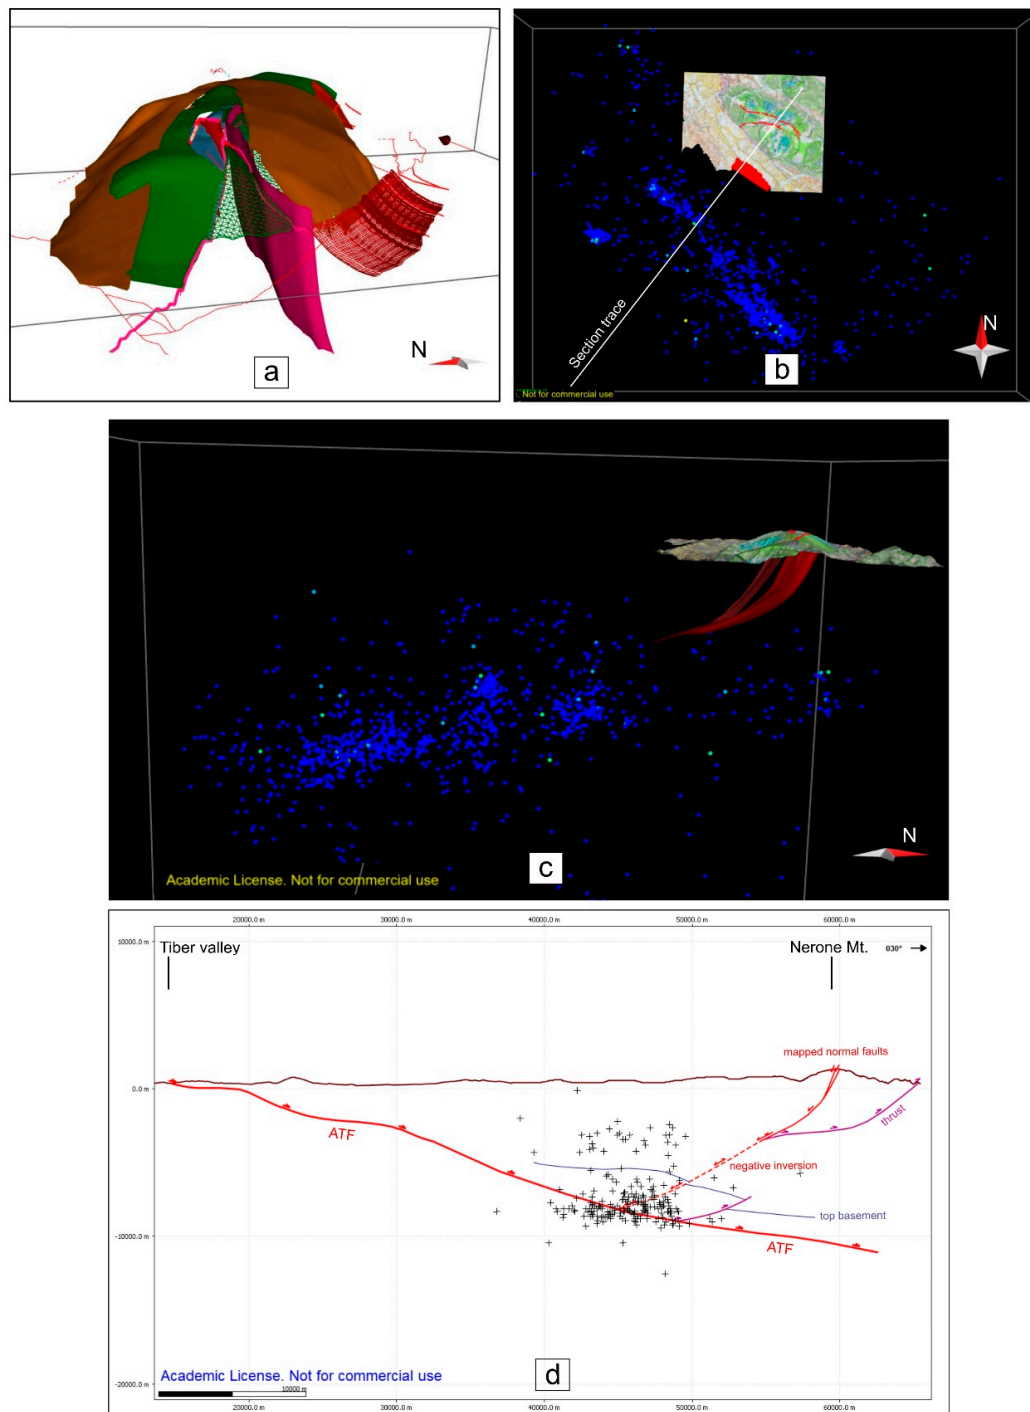 N
a
N
Section trace
b
Not for commercial use
N
c
Academic License. Not for commercial use
20000.0 m 30000.0 m 40000.0 m 50000.0 m 60000.0 m
10000.0 m
Tiber valley
Nerone Mt. 030°
mapped normal faults
0.0 m
thrust
ATF
negative inversion
top basement
-10000.0 m
ATF
Academic License. Not for commercial use
d
-20000.0 m
10000.0 m
20000.0 m 30000.0 m 40000.0 m 50000.0 m 60000.0 m